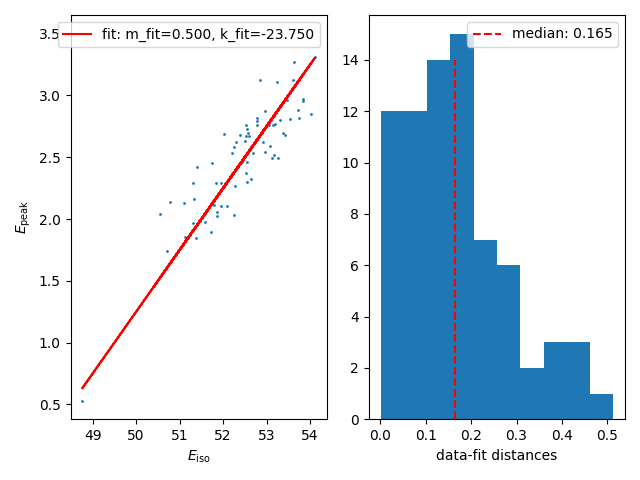 fit: m_fit=0.500, k_fit=-23.750
3.5
3.0
2.5
2.0
1.5
1.0
0.5
E_peak
49 50 51 52 53 54
E_iso
median: 0.165
14
12
10
8
6
4
2
0
0.0 0.1 0.2 0.3 0.4 0.5
data-fit distances